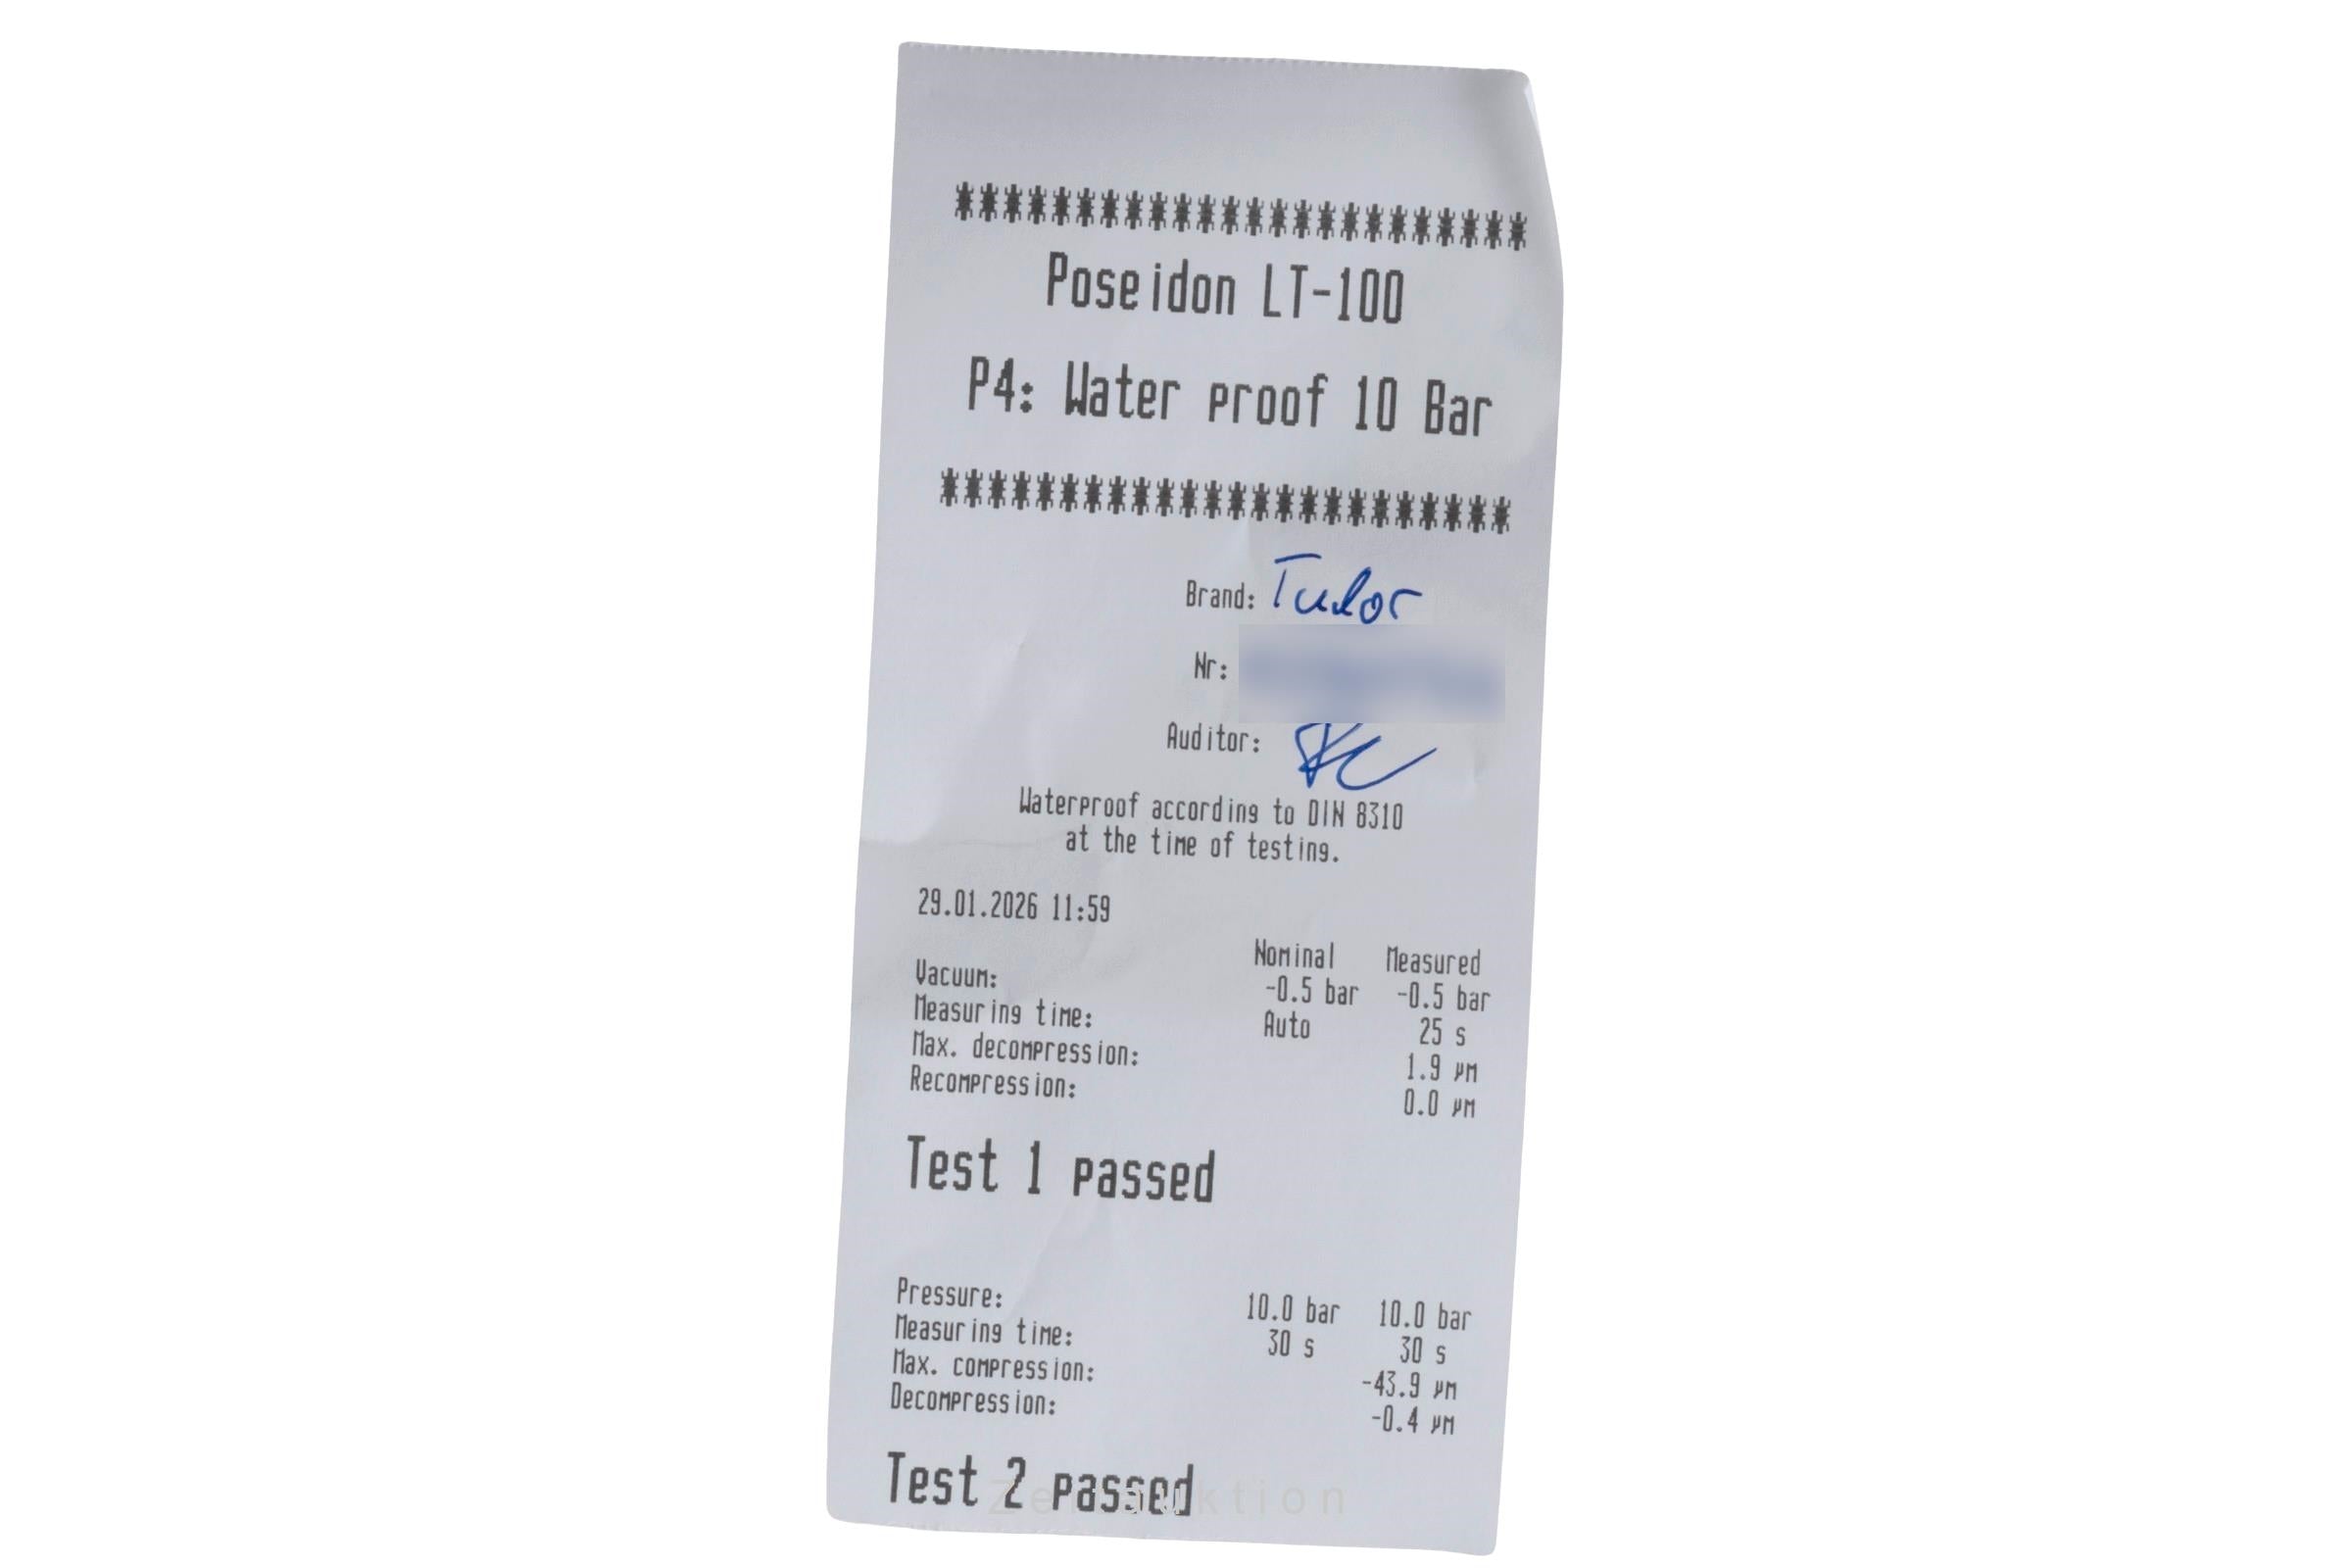 ************************
Poseidon LT-100
P4: Water proof 10 Bar
************************
Brand: Tudor
Nr:
Auditor:
Waterproof according to DIN 8310
at the time of testing.
29.01.2026 11:59
Nominal Measured
Vacuum: -0.5 bar -0.5 bar
Measuring time: Auto 25 s
Max. decompression: 1.9 µm
Recompression: 0.0 µm
Test 1 passed
Pressure: 10.0 bar 10.0 bar
Measuring time: 30 s 30 s
Max. compression: -43.9 µm
Decompression: -0.4 µm
Test 2 passed
Zeitauktion